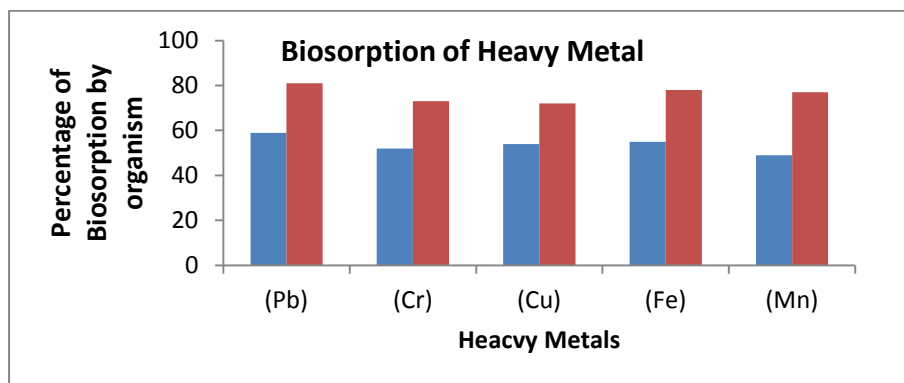 Biosorption of Heavy Metal
Percentage of
Biosorption by
organism
100
80
60
40
20
0
(Pb) (Cr) (Cu) (Fe) (Mn)
Heacvy Metals